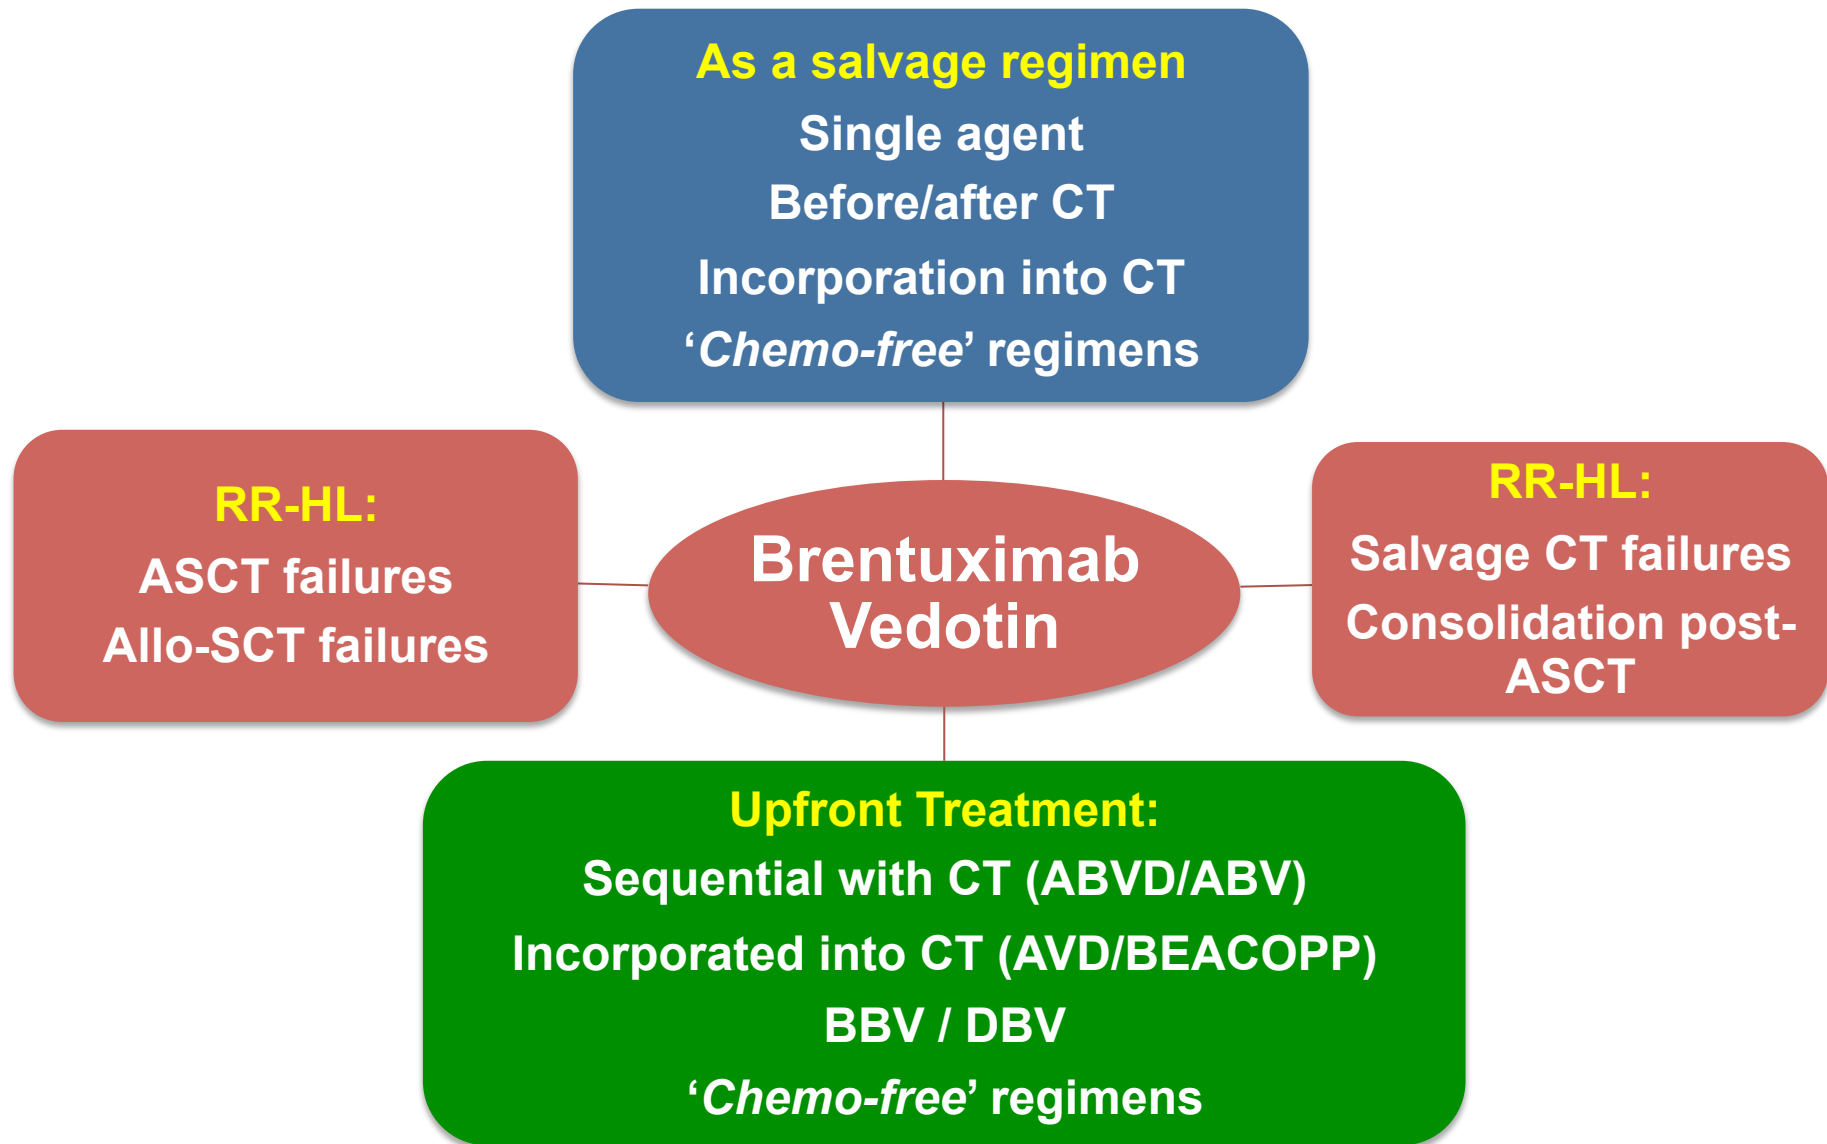 As a salvage regimen
Single agent
Before/after CT
Incorporation into CT
‘Chemo-free’ regimens
RR-HL:
ASCT failures
Allo-SCT failures
Brentuximab
Vedotin
RR-HL:
Salvage CT failures
Consolidation post-
ASCT
Upfront Treatment:
Sequential with CT (ABVD/ABV)
Incorporated into CT (AVD/BEACOPP)
BBV / DBV
‘Chemo-free’ regimens